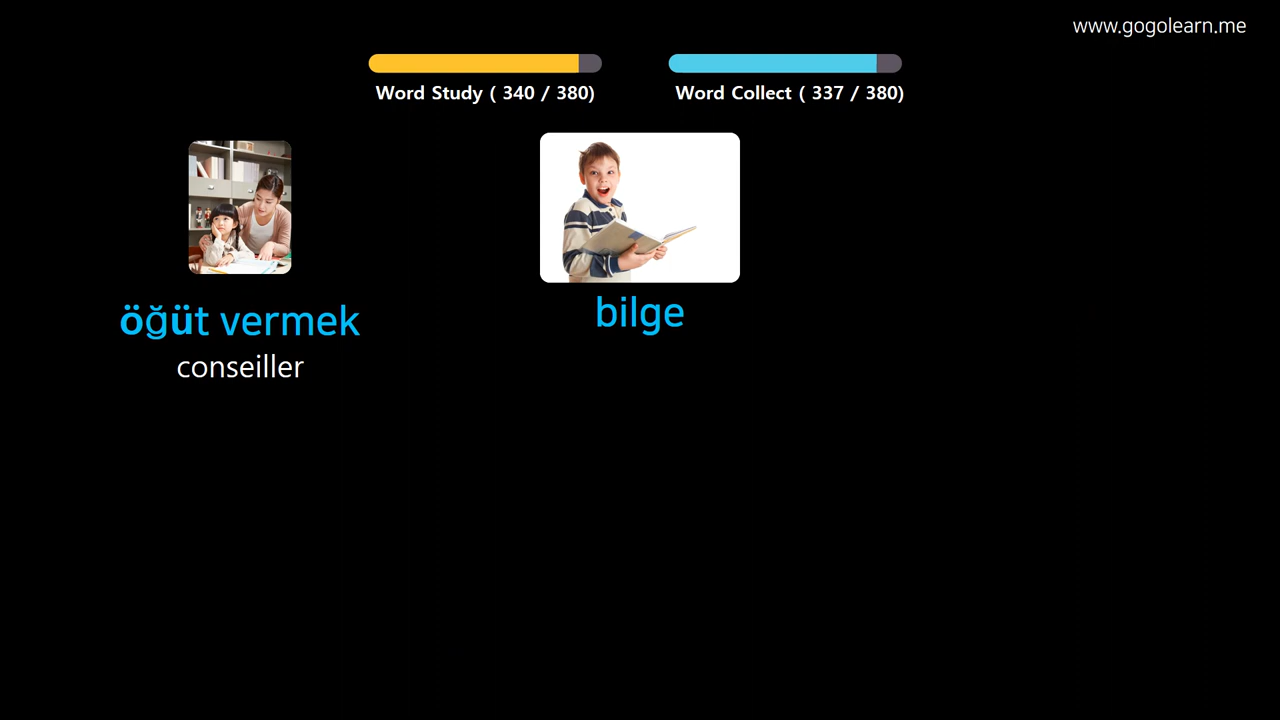 www.gogolearn.me
Word Study ( 340 / 380)
Word Collect ( 337 / 380)
öğüt vermek
conseiller
bilge